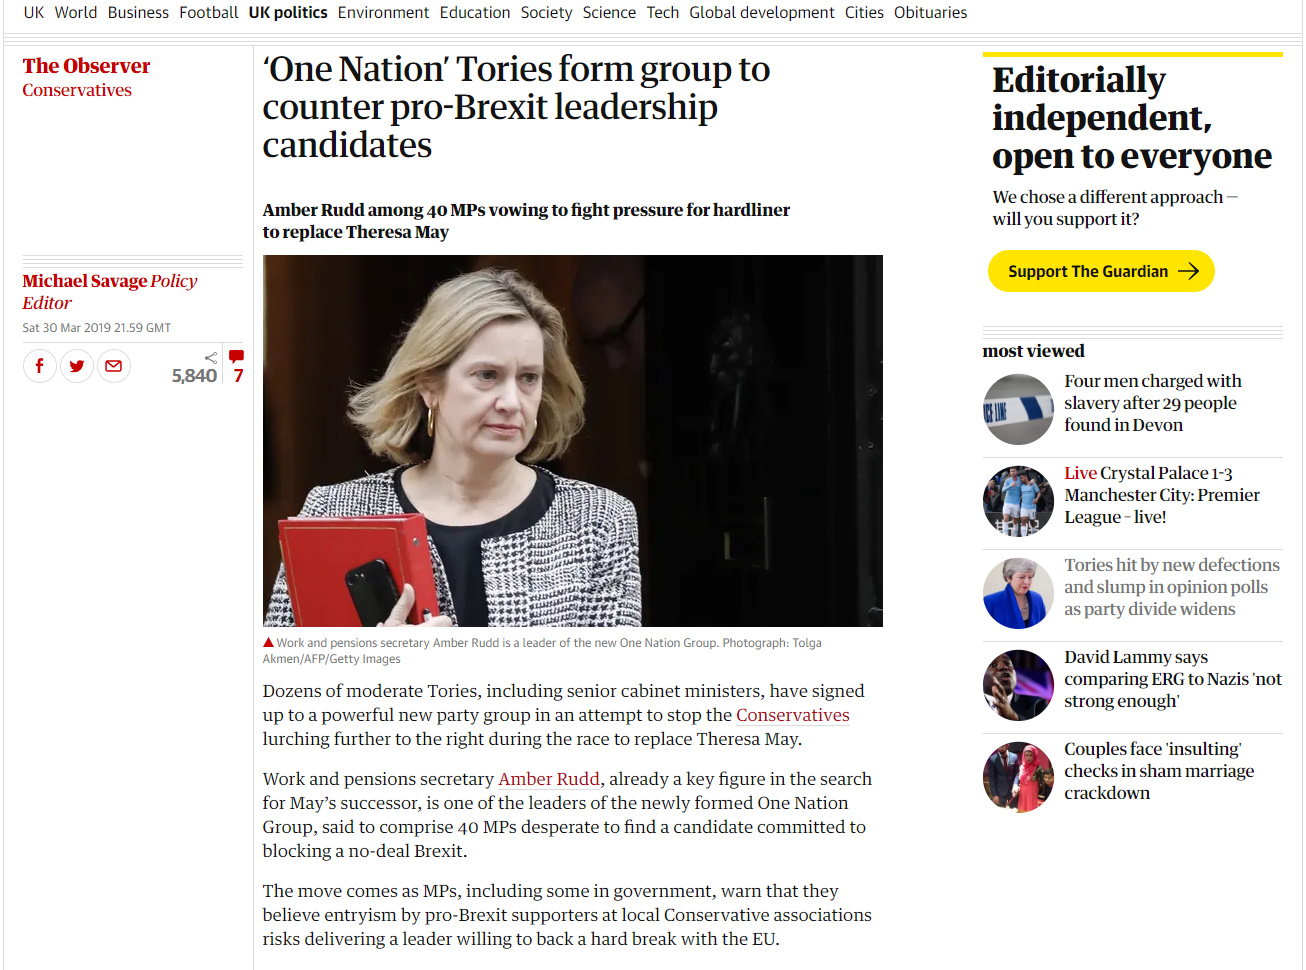 UK World Business Football UK politics Environment Education Society Science Tech Global development Cities Obituaries
The Observer
Conservatives
‘One Nation’ Tories form group to
counter pro-Brexit leadership
candidates
Amber Rudd among 40 MPs vowing to fight pressure for hardliner
to replace Theresa May
Michael Savage Policy
Editor
Sat 30 Mar 2019 21.59 GMT
5,840 7
Work and pensions secretary Amber Rudd is a leader of the new One Nation Group. Photograph: Tolga
Akmen/AFP/Getty Images
Dozens of moderate Tories, including senior cabinet ministers, have signed
up to a powerful new party group in an attempt to stop the Conservatives
lurching further to the right during the race to replace Theresa May.
Work and pensions secretary Amber Rudd, already a key figure in the search
for May’s successor, is one of the leaders of the newly formed One Nation
Group, said to comprise 40 MPs desperate to find a candidate committed to
blocking a no-deal Brexit.
The move comes as MPs, including some in government, warn that they
believe entryism by pro-Brexit supporters at local Conservative associations
risks delivering a leader willing to back a hard break with the EU.
Editorially
independent,
open to everyone
We chose a different approach –
will you support it?
Support The Guardian
most viewed
Four men charged with
slavery after 29 people
found in Devon
Live Crystal Palace 1-3
Manchester City: Premier
League – live!
Tories hit by new defections
and slump in opinion polls
as party divide widens
David Lammy says
comparing ERG to Nazis 'not
strong enough'
Couples face 'insulting'
checks in sham marriage
crackdown